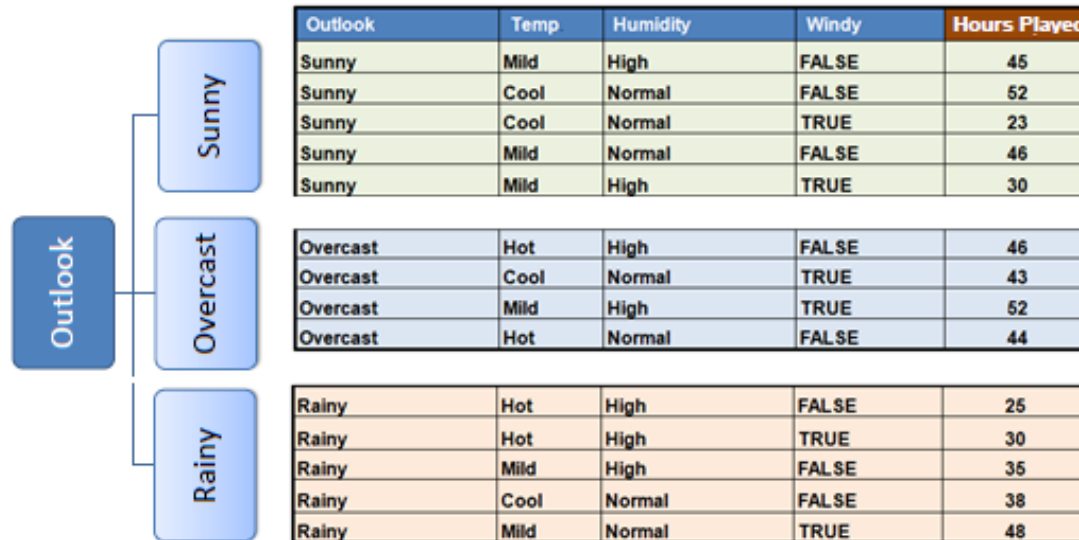 Outlook Temp Humidity Windy Hours Played
Sunny Mild High FALSE 45
Sunny Cool Normal FALSE 52
Sunny Cool Normal TRUE 23
Sunny Mild Normal FALSE 46
Sunny Mild High TRUE 30
Overcast Hot High FALSE 46
Overcast Cool Normal TRUE 43
Overcast Mild High TRUE 52
Overcast Hot Normal FALSE 44
Rainy Hot High FALSE 25
Rainy Hot High TRUE 30
Rainy Mild High FALSE 35
Rainy Cool Normal FALSE 38
Rainy Mild Normal TRUE 48
Outlook
Sunny
Overcast
Rainy